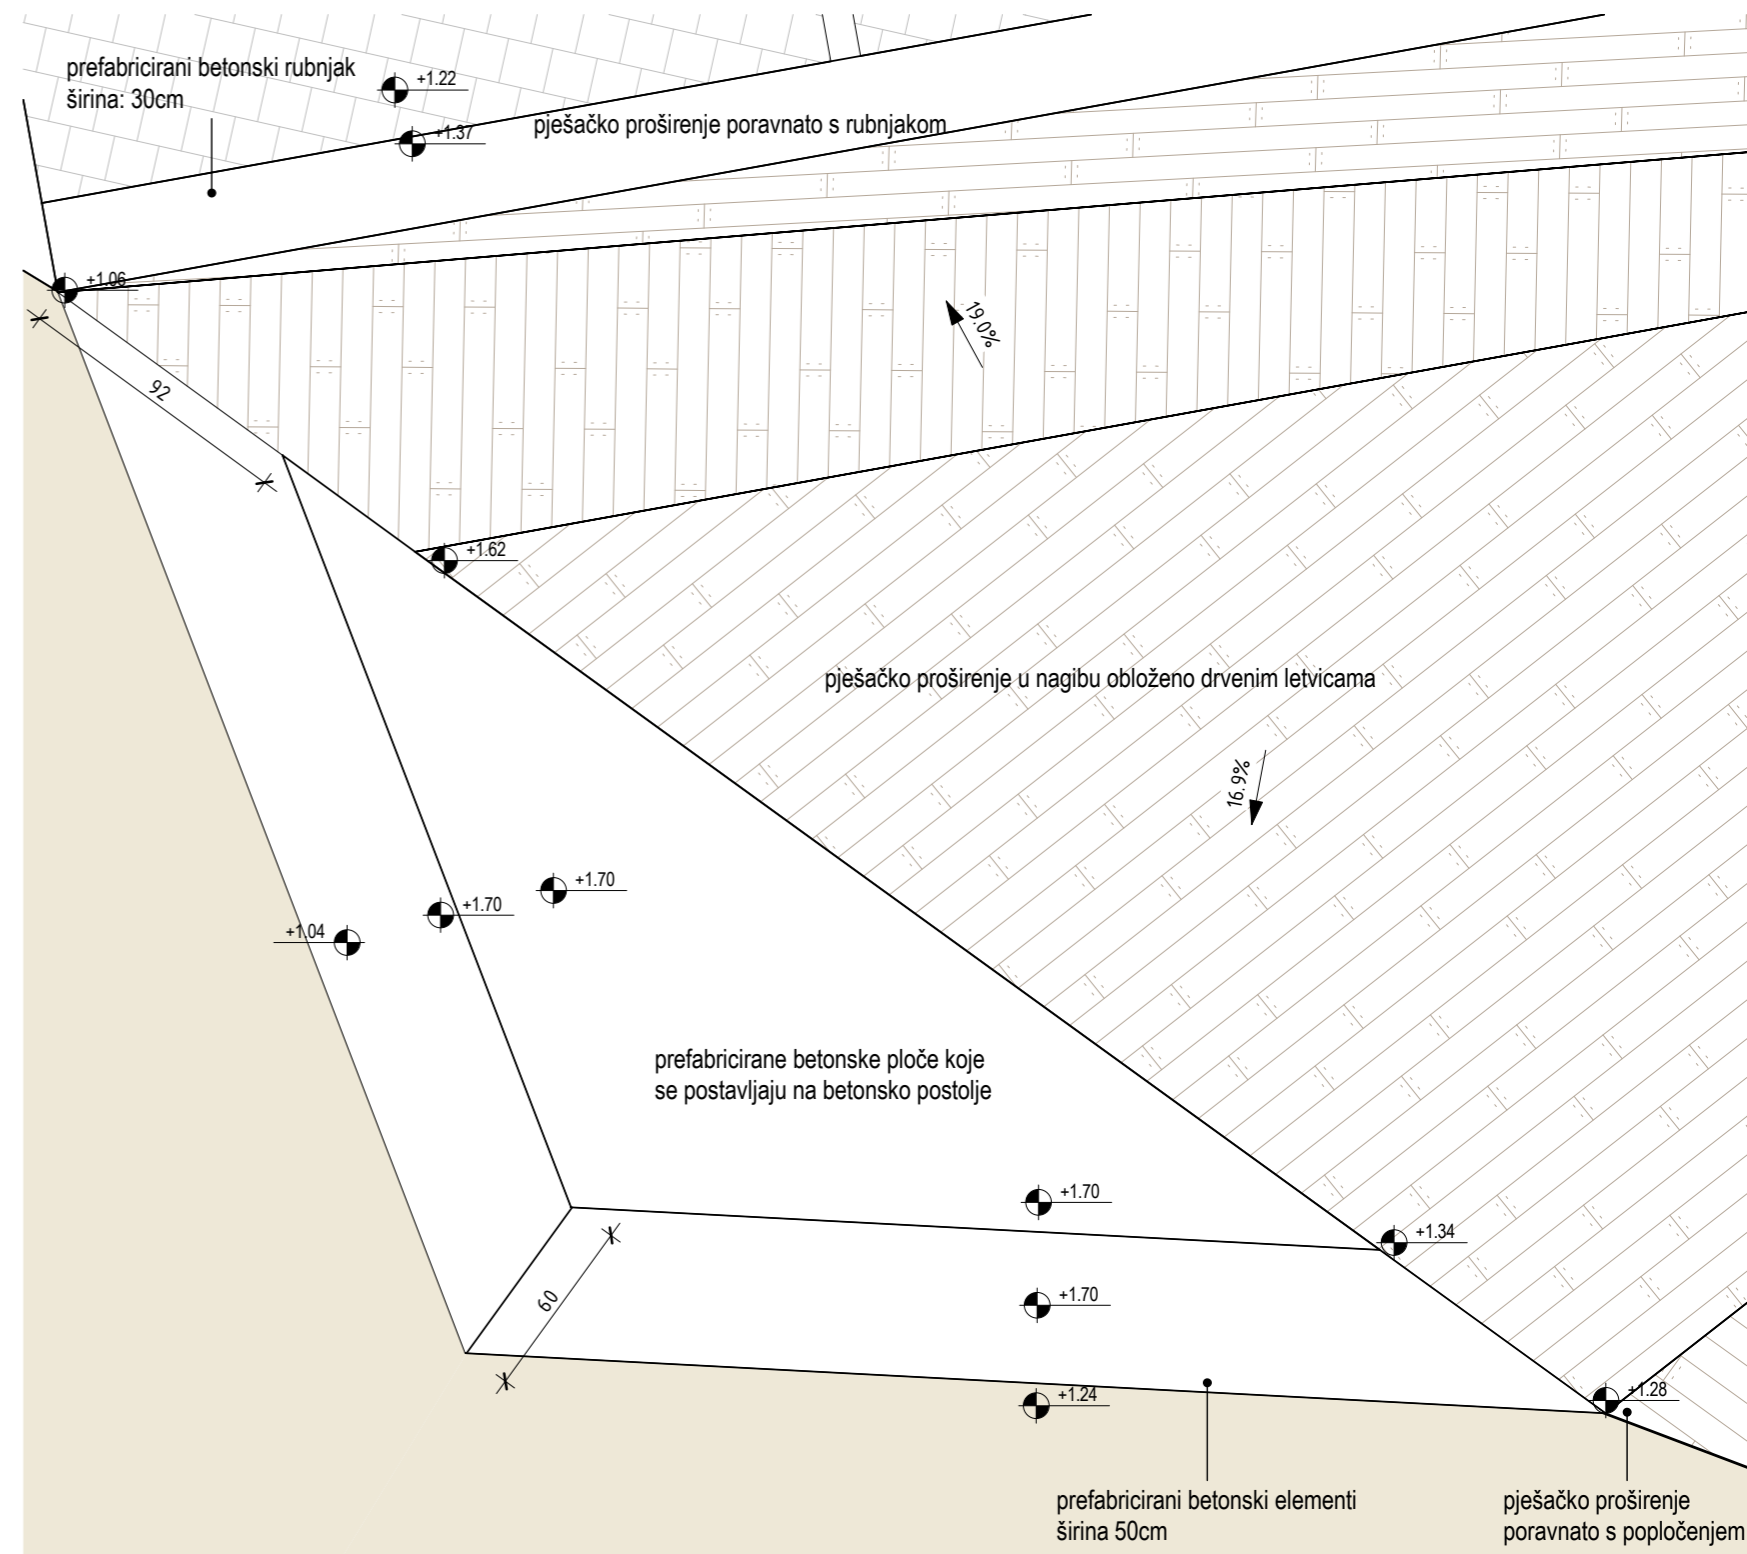 prefabricirani betonski rubnjak
širina: 30cm
+1.22
+1.37
pješačko proširenje poravnato s rubnjakom
+1.06
92
19.0%
+1.62
pješačko proširenje u nagibu obloženo drvenim letvicama
16.9%
+1.70
+1.70
+1.04
prefabricirane betonske ploče koje
se postavljaju na betonsko postolje
+1.70
+1.34
60
+1.70
+1.24
+1.28
prefabricirani betonski elementi
širina 50cm
pješačko proširenje
poravnato s popločenjem